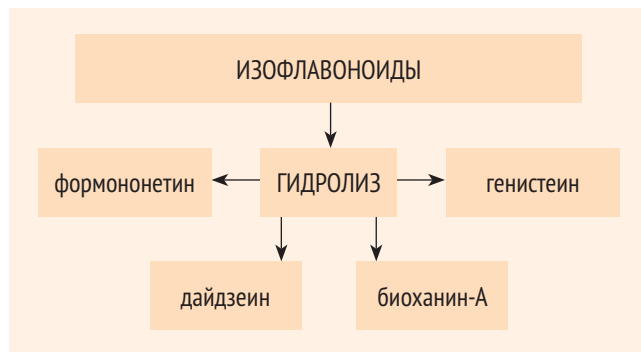 ИЗОФЛАВОНОИДЫ
формононетин
ГИДРОЛИЗ
генистеин
дайдзеин
биоханин-А